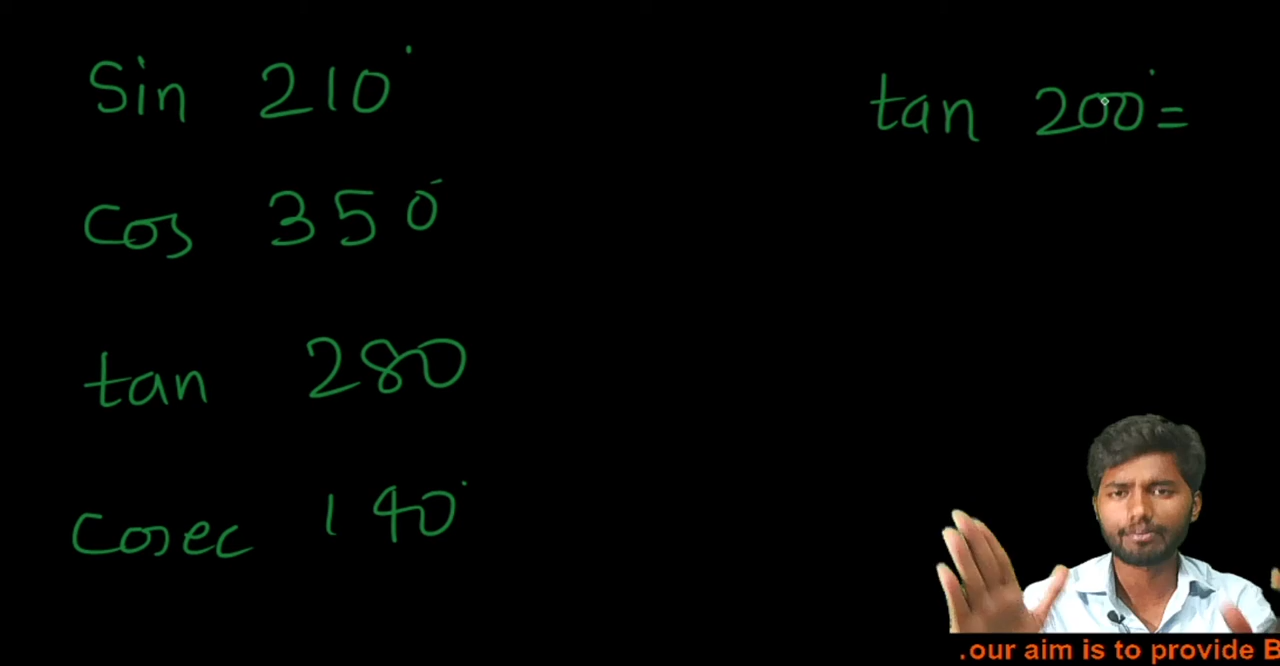 Sin 210°
tan 200°=
cos 350°
tan 280
cosec 140°
.our aim is to provide B